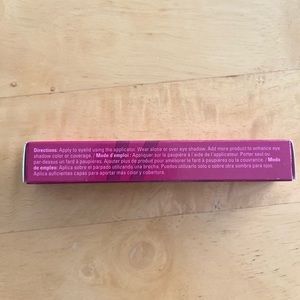 Directions: Apply to eyelid using the applicator. Wear alone or over eye shadow. Add more product to enhance eye
shadow color or coverage. / Mode d'emploi : Appliquer sur la paupière à l'aide de l'applicateur. Porter seul ou
par-dessus un fard à paupières. Ajouter plus de produit pour améliorer le fard à paupières ou la couvrance. / Modo
de empleo: Aplica sobre el párpado utilizando una brocha. Puedes utilizarlo solo u sobre otra sombra para ojos.
Aplica suficientes capas para aportar más color y cobertura.